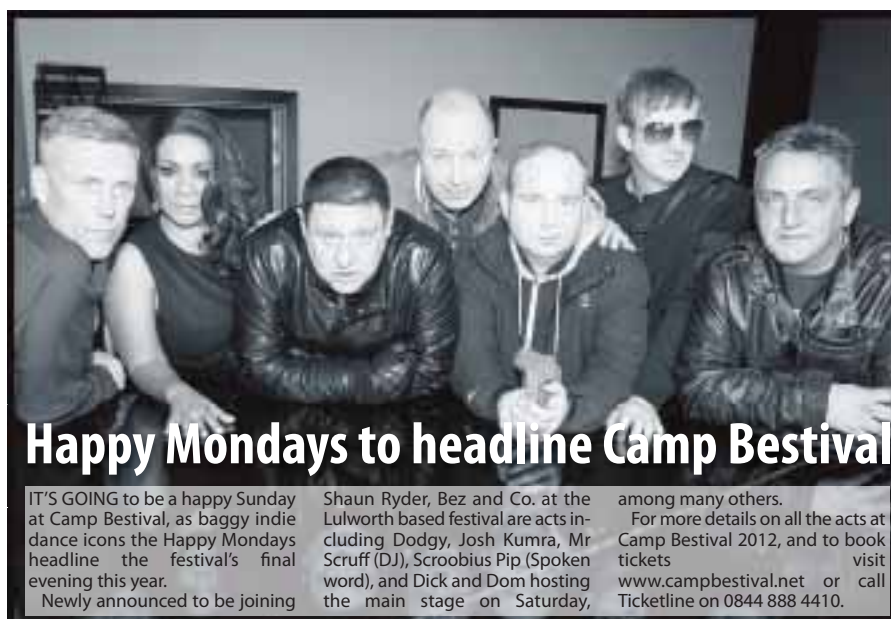 Happy Mondays to headline Camp Bestival
IT'S GOING to be a happy Sunday
at Camp Bestival, as baggy indie
dance icons the Happy Mondays
headline the festival's final
evening this year.
Newly announced to be joining
Shaun Ryder, Bez and Co. at the
Lulworth based festival are acts in-
cluding Dodgy, Josh Kumra, Mr
Scruff (DJ), Scroobius Pip (Spoken
word), and Dick and Dom hosting
the main stage on Saturday,
among many others.
For more details on all the acts at
Camp Bestival 2012, and to book
tickets visit
www.campbestival.net or call
Ticketline on 0844 888 4410.